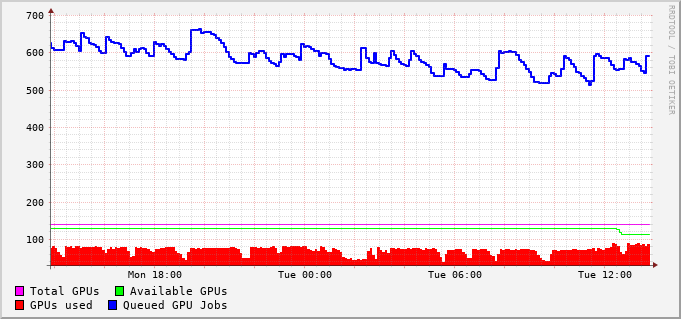 700
600
500
400
300
200
100
Mon 18:00 Tue 00:00 Tue 06:00 Tue 12:00
Total GPUs Available GPUs
GPUs used Queued GPU Jobs
RRDTOOL / TOBI OETIKER